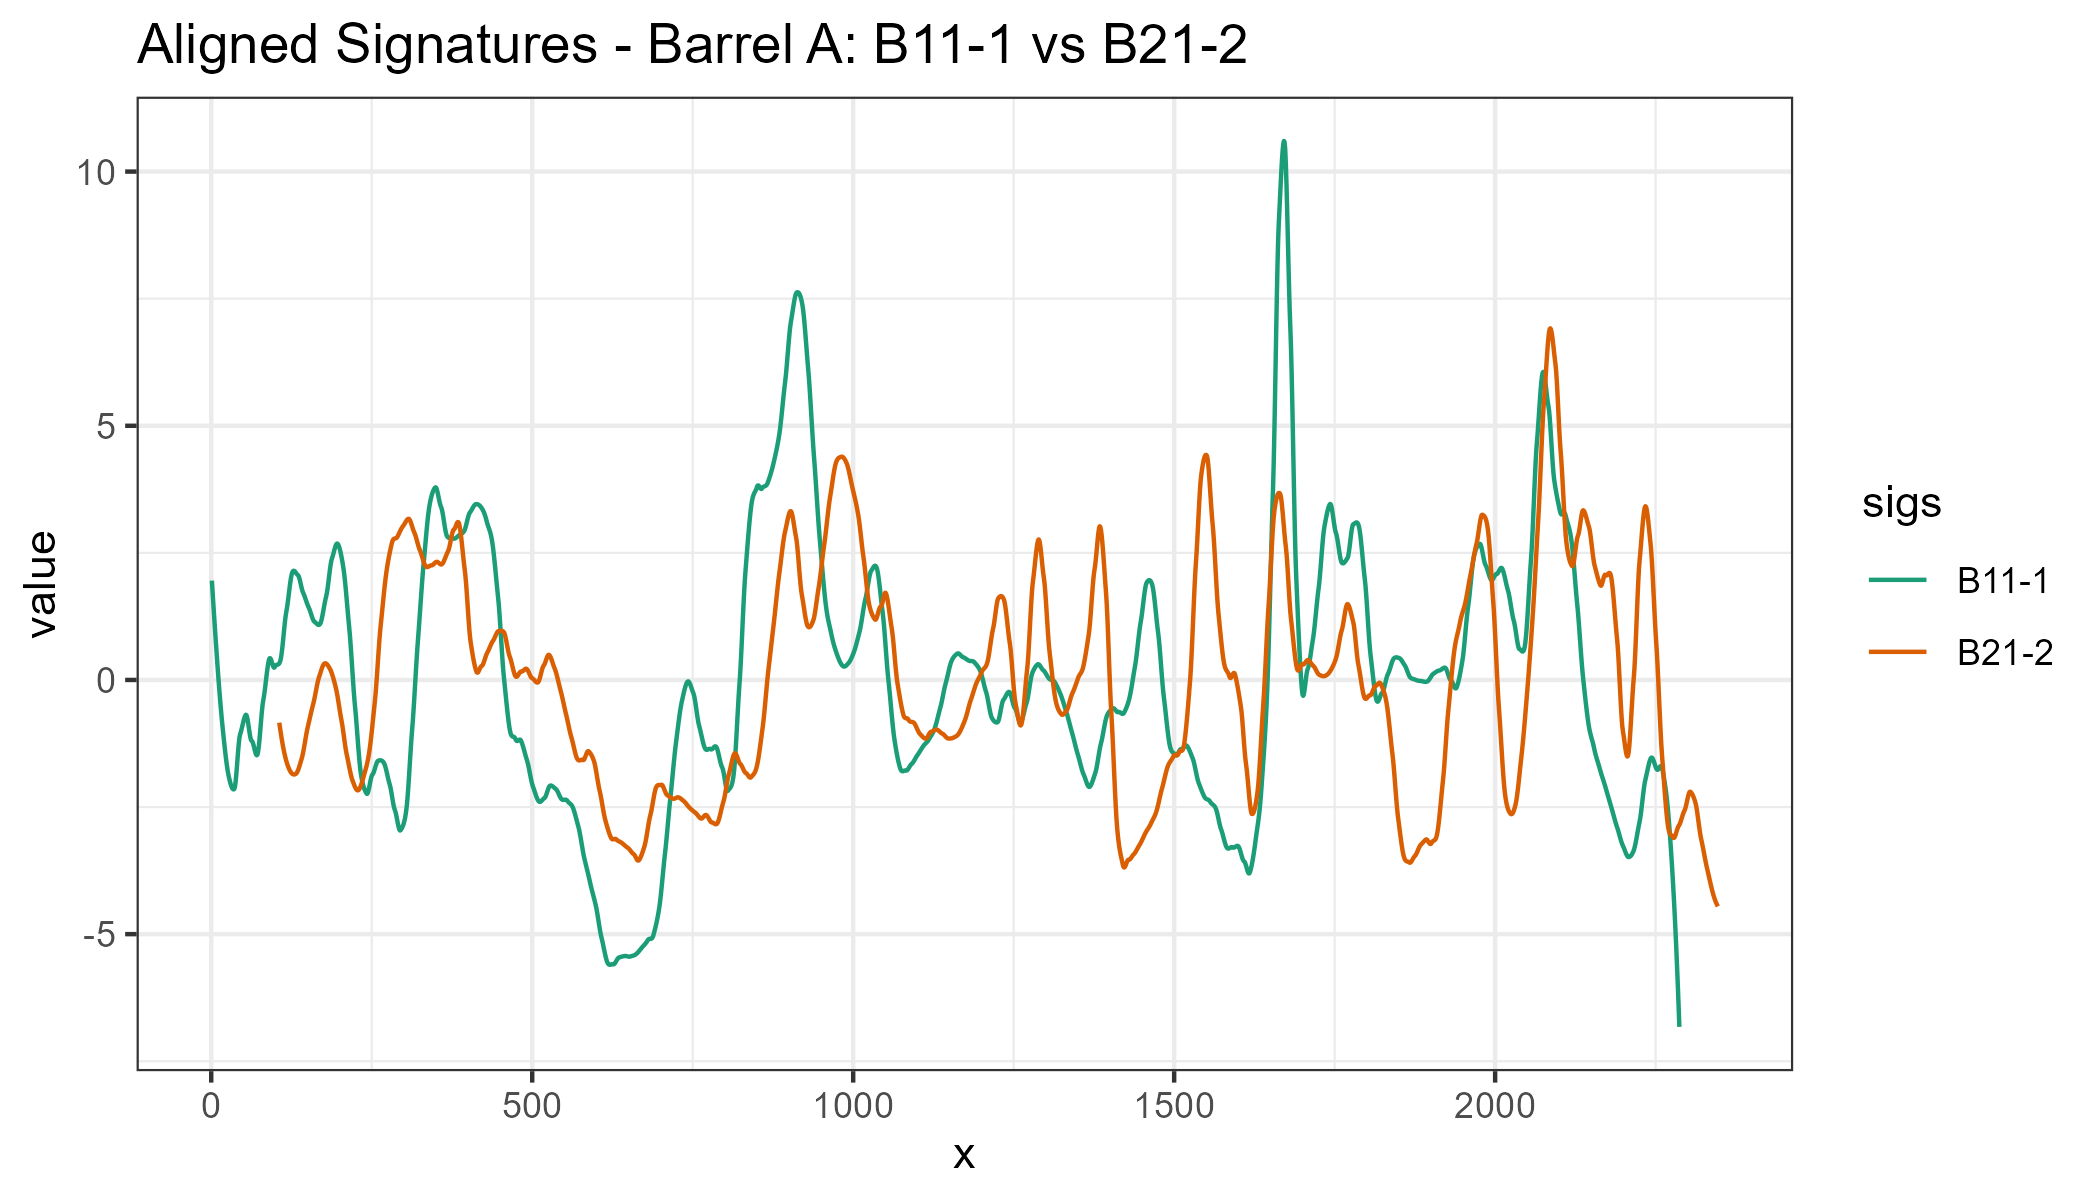 Aligned Signatures - Barrel A: B11-1 vs B21-2
value
10
5
0
-5
0 500 1000 1500 2000
x
sigs
B11-1
B21-2